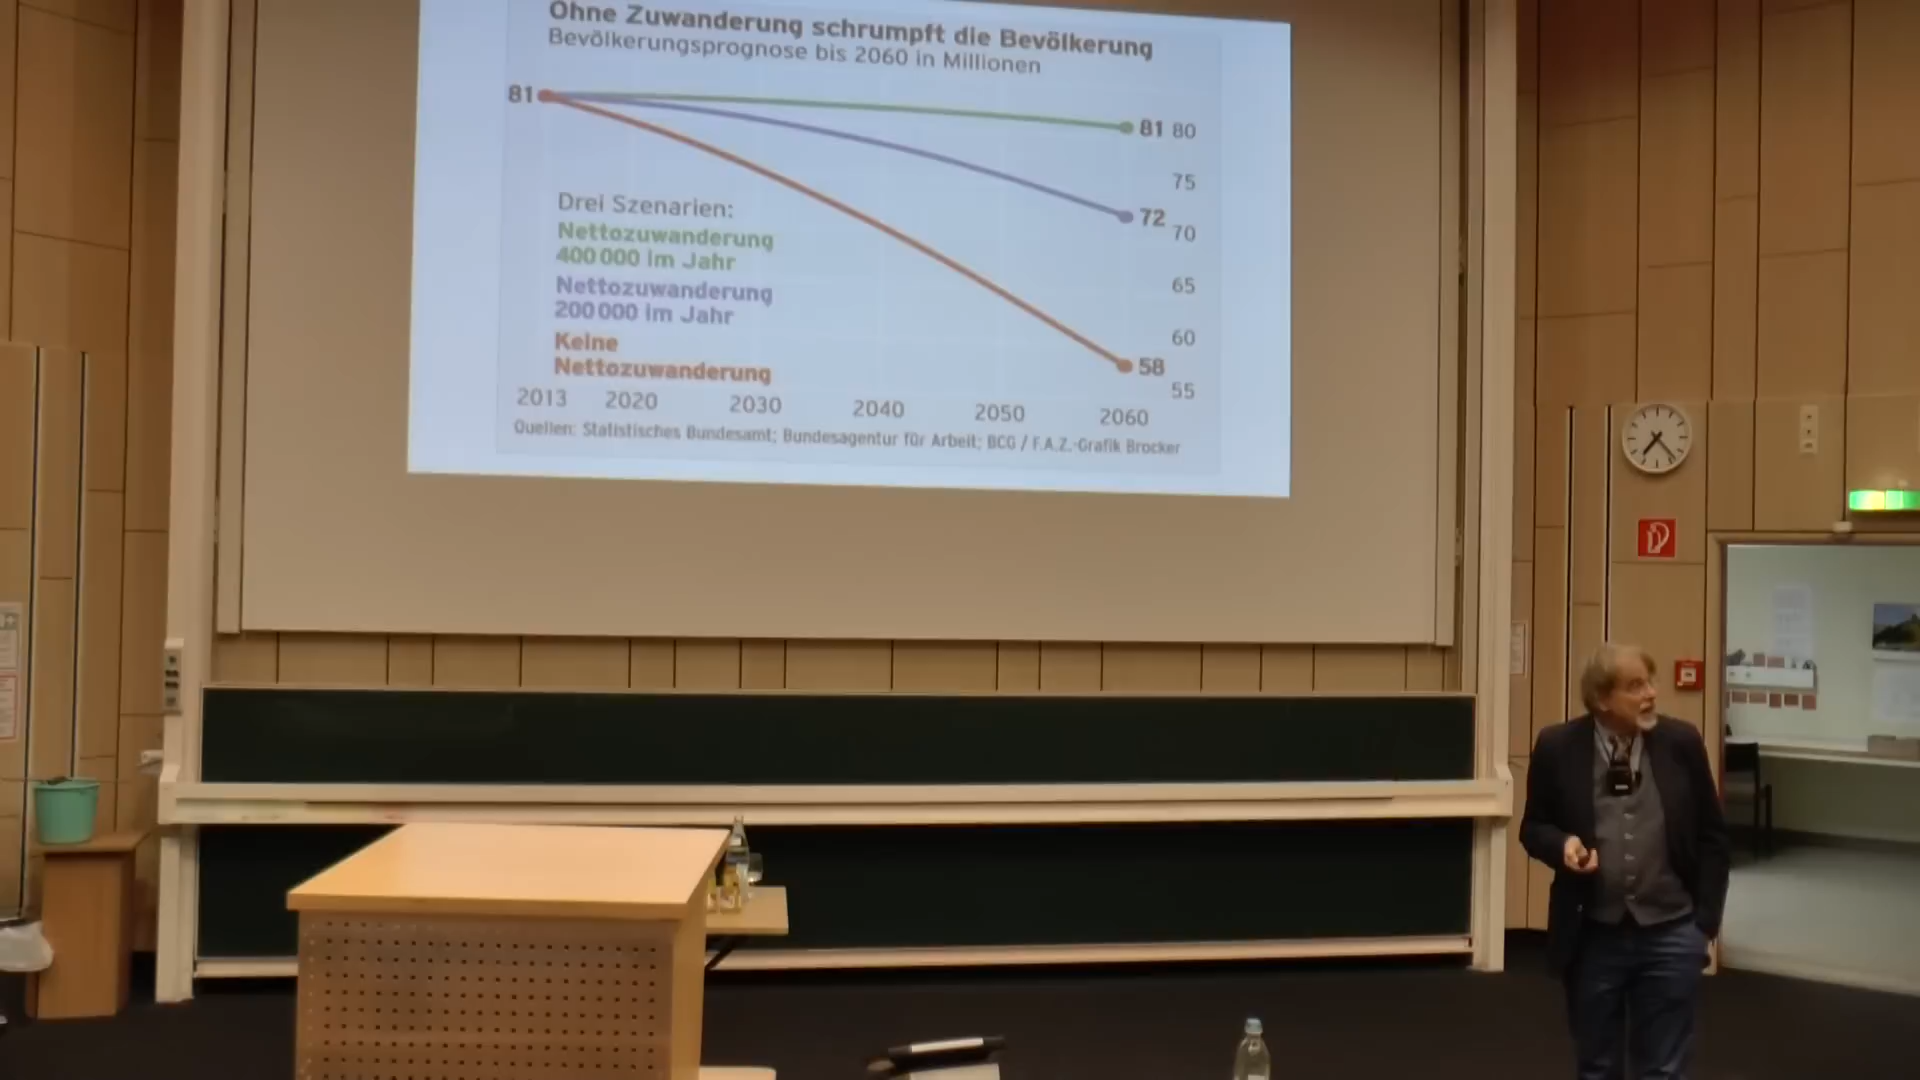 Ohne Zuwanderung schrumpft die Bevölkerung
Bevölkerungsprognose bis 2060 in Millionen
81
81 80
75
72
70
65
60
58
55
Drei Szenarien:
Nettozuwanderung
400 000 im Jahr
Nettozuwanderung
200 000 im Jahr
Keine
Nettozuwanderung
2013 2020 2030 2040 2050 2060
Quellen: Statistisches Bundesamt; Bundesagentur für Arbeit; BCG / F.A.Z.-Grafik Brocker